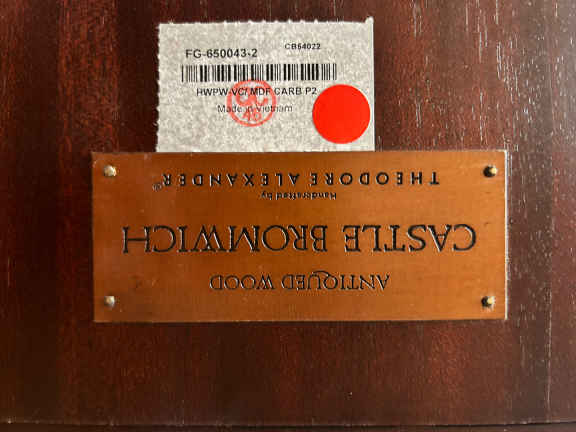 FG-650043-2 CB64022
HWPW-VC/ MDF CARB P2
Made in Vietnam
QC
ANTIQUED WOOD
CASTLE BROMWICH
Handcrafted by
THEODORE ALEXANDER®